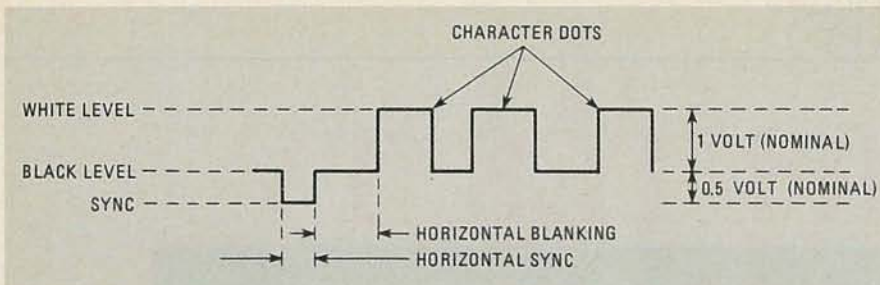 CHARACTER DOTS
WHITE LEVEL
1 VOLT (NOMINAL)
BLACK LEVEL
0.5 VOLT (NOMINAL)
SYNC
HORIZONTAL BLANKING
HORIZONTAL SYNC